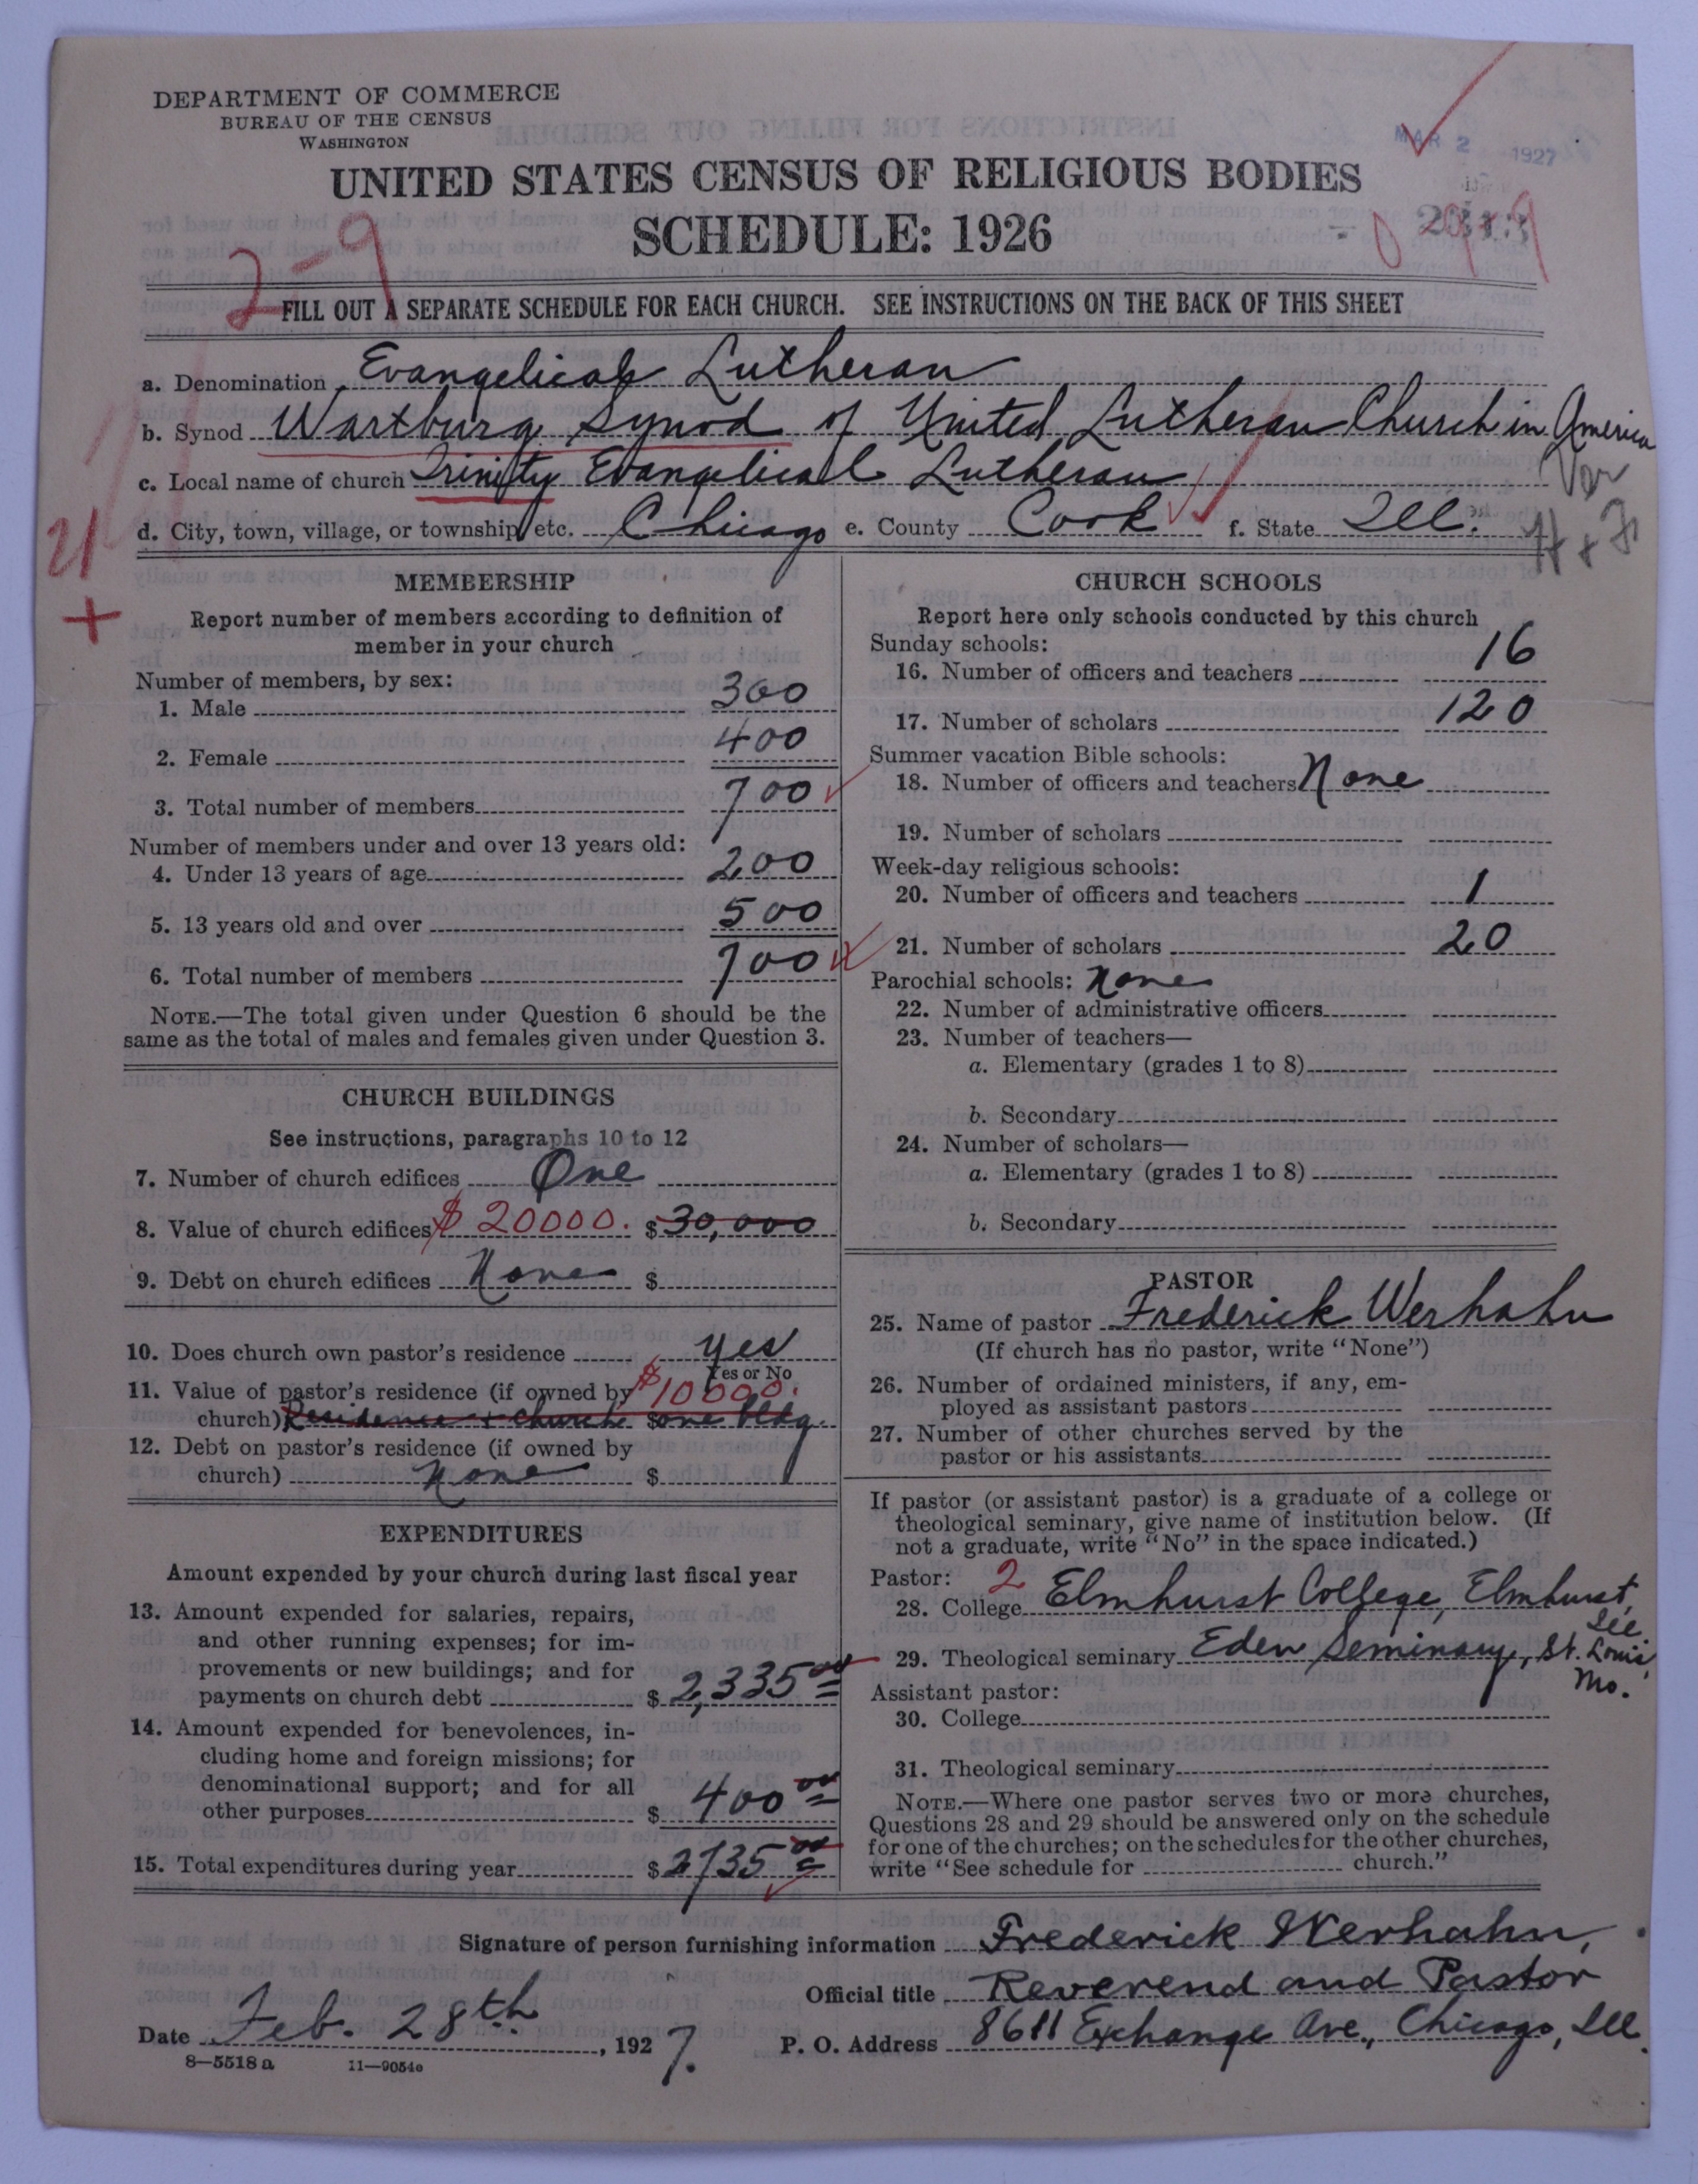 DEPARTMENT OF COMMERCE
BUREAU OF THE CENSUS
WASHINGTON
MAR 2 1927
UNITED STATES CENSUS OF RELIGIOUS BODIES
SCHEDULE: 1926
2-9
FILL OUT A SEPARATE SCHEDULE FOR EACH CHURCH. SEE INSTRUCTIONS ON THE BACK OF THIS SHEET
a. Denomination Evangelical Lutheran
b. Synod Wartburg Synod of United Lutheran Church in America
c. Local name of church Trinity Evangelical Lutheran
d. City, town, village, or township, etc. Chicago e. County Cook f. State Ill.
MEMBERSHIP
Report number of members according to definition of
member in your church
Number of members, by sex:
1. Male 300
2. Female 400
3. Total number of members 700
Number of members under and over 13 years old:
4. Under 13 years of age 200
5. 13 years old and over 500
6. Total number of members 700
NOTE.—The total given under Question 6 should be the
same as the total of males and females given under Question 3.
CHURCH BUILDINGS
See instructions, paragraphs 10 to 12
7. Number of church edifices One
8. Value of church edifices $ 20000. $ 30,000
9. Debt on church edifices None $
10. Does church own pastor's residence yes
Yes or No
11. Value of pastor's residence (if owned by $10000.
church) Residence + church $ one bldg.
12. Debt on pastor's residence (if owned by
church) None $
EXPENDITURES
Amount expended by your church during last fiscal year
13. Amount expended for salaries, repairs,
and other running expenses; for im-
provements or new buildings; and for
payments on church debt $ 2,335 00
14. Amount expended for benevolences, in-
cluding home and foreign missions; for
denominational support; and for all
other purposes $ 400 00
15. Total expenditures during year $ 2735 00
CHURCH SCHOOLS
Report here only schools conducted by this church
Sunday schools:
16. Number of officers and teachers 16
17. Number of scholars 120
Summer vacation Bible schools:
18. Number of officers and teachers None
19. Number of scholars
Week-day religious schools:
20. Number of officers and teachers 1
21. Number of scholars 20
Parochial schools: None
22. Number of administrative officers
23. Number of teachers—
a. Elementary (grades 1 to 8)
b. Secondary
24. Number of scholars—
a. Elementary (grades 1 to 8)
b. Secondary
PASTOR
25. Name of pastor Frederick Werhahn
(If church has no pastor, write "None")
26. Number of ordained ministers, if any, em-
ployed as assistant pastors
27. Number of other churches served by the
pastor or his assistants
If pastor (or assistant pastor) is a graduate of a college or
theological seminary, give name of institution below. (If
not a graduate, write "No" in the space indicated.)
Pastor: 2
28. College Elmhurst College, Elmhurst, Ill.
29. Theological seminary Eden Seminary, St. Louis, Mo.
Assistant pastor:
30. College
31. Theological seminary
NOTE.—Where one pastor serves two or more churches,
Questions 28 and 29 should be answered only on the schedule
for one of the churches; on the schedules for the other churches,
write "See schedule for church."
Signature of person furnishing information Frederick Werhahn,
Official title Reverend and Pastor
Date Feb. 28th, 1927. P. O. Address 8611 Exchange Ave., Chicago, Ill.
8—5518 a 11—9054e